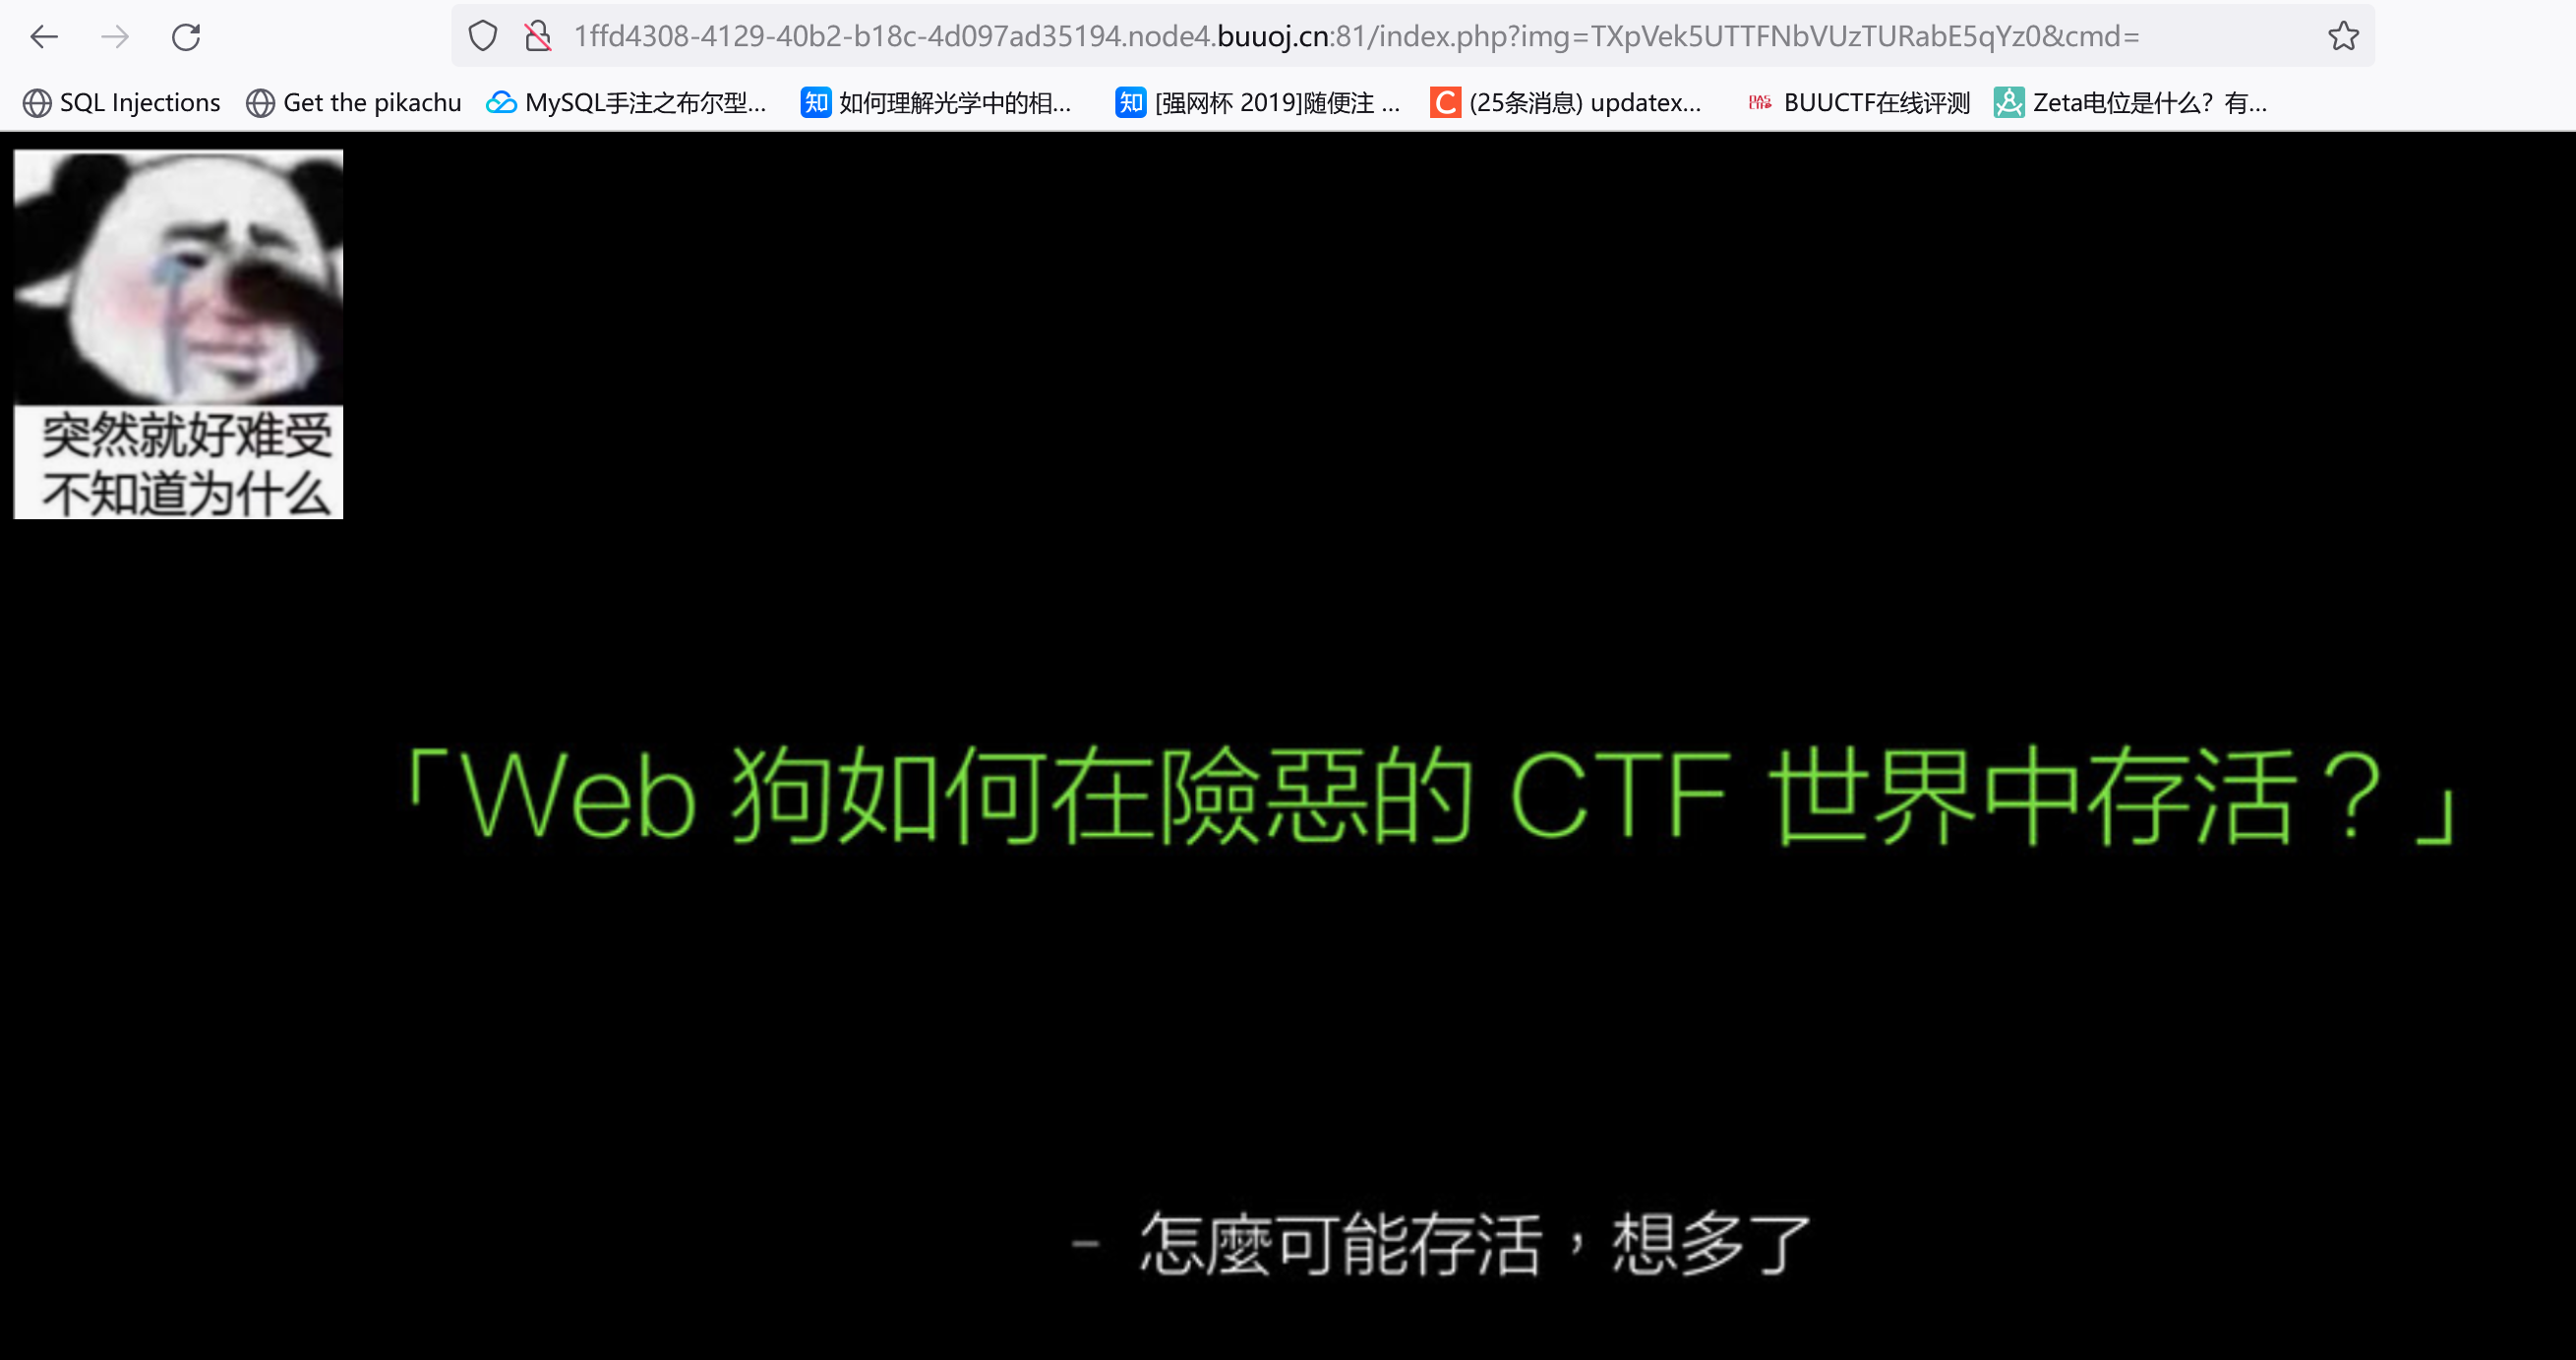 1ffd4308-4129-40b2-b18c-4d097ad35194.node4.buuoj.cn:81/index.php?img=TXpVek5UTTFNbVUzTURabE5qYz0&cmd=
SQL Injections Get the pikachu MySQL手注之布尔型... 知 如何理解光学中的相... 知 [强网杯 2019]随便注 ... C (25条消息) updatex... BUUCTF在线评测 Zeta电位是什么？有...
突然就好难受
不知道为什么
「Web 狗如何在險惡的 CTF 世界中存活？」
- 怎麼可能存活，想多了